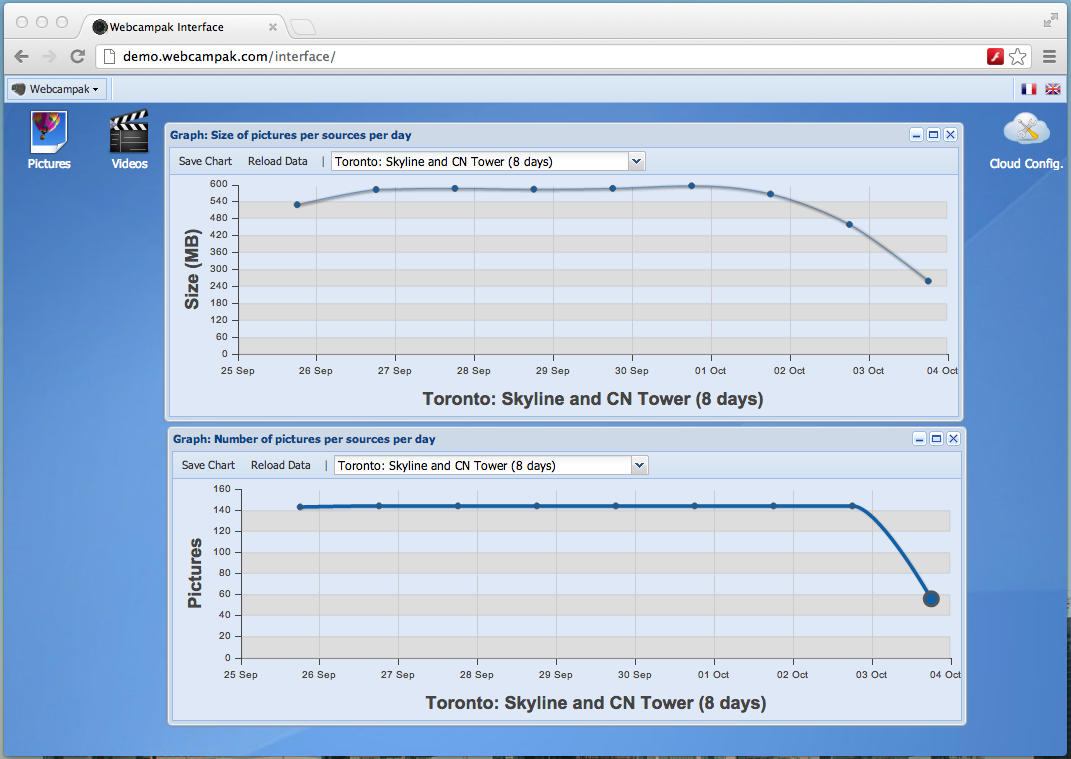 Webcampak Interface
demo.webcampak.com/interface/
Webcampak
Pictures
Videos
Cloud Config.
Graph: Size of pictures per sources per day
Save Chart Reload Data | Toronto: Skyline and CN Tower (8 days)
Size (MB)
600
540
480
420
360
300
240
180
120
60
0
25 Sep 26 Sep 27 Sep 28 Sep 29 Sep 30 Sep 01 Oct 02 Oct 03 Oct 04 Oct
Toronto: Skyline and CN Tower (8 days)
Graph: Number of pictures per sources per day
Save Chart Reload Data | Toronto: Skyline and CN Tower (8 days)
Pictures
160
140
120
100
80
60
40
20
0
25 Sep 26 Sep 27 Sep 28 Sep 29 Sep 30 Sep 01 Oct 02 Oct 03 Oct 04 Oct
Toronto: Skyline and CN Tower (8 days)